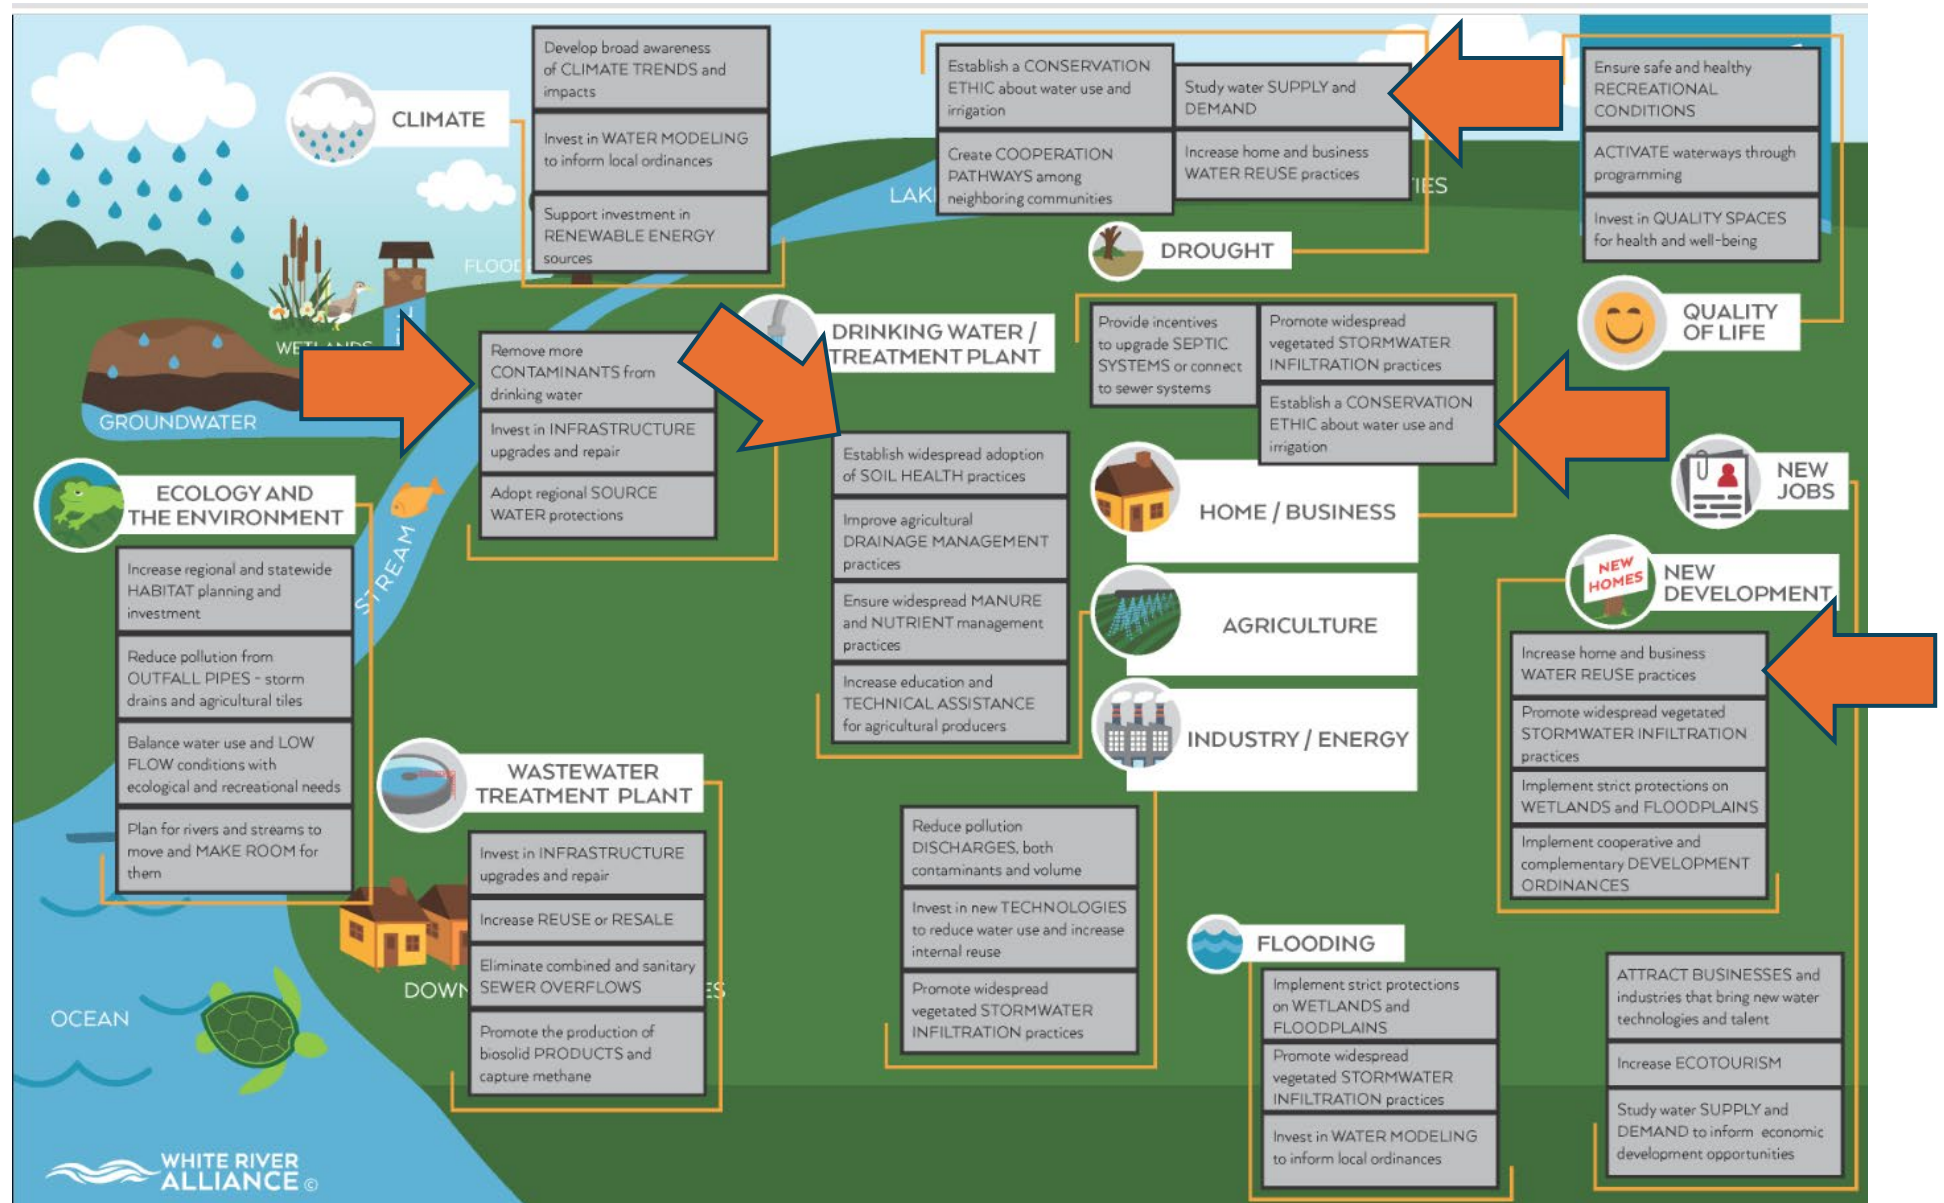 Develop broad awareness
of CLIMATE TRENDS and
impacts
CLIMATE
Invest in WATER MODELING
to inform local ordinances
Support investment in
RENEWABLE ENERGY
sources
Establish a CONSERVATION
ETHIC about water use and
irrigation
Study water SUPPLY and
DEMAND
Create COOPERATION
PATHWAYS among
neighboring communities
Increase home and business
WATER REUSE practices
DROUGHT
Ensure safe and healthy
RECREATIONAL
CONDITIONS
ACTIVATE waterways through
programming
Invest in QUALITY SPACES
for health and well-being
QUALITY
OF LIFE
WETLANDS
GROUNDWATER
DRINKING WATER /
TREATMENT PLANT
Remove more
CONTAMINANTS from
drinking water
Invest in INFRASTRUCTURE
upgrades and repair
Adopt regional SOURCE
WATER protections
Provide incentives
to upgrade SEPTIC
SYSTEMS or connect
to sewer systems
Promote widespread
vegetated STORMWATER
INFILTRATION practices
Establish a CONSERVATION
ETHIC about water use and
irrigation
HOME / BUSINESS
Establish widespread adoption
of SOIL HEALTH practices
Improve agricultural
DRAINAGE MANAGEMENT
practices
Ensure widespread MANURE
and NUTRIENT management
practices
Increase education and
TECHNICAL ASSISTANCE
for agricultural producers
AGRICULTURE
INDUSTRY / ENERGY
NEW
JOBS
NEW
HOMES
NEW
DEVELOPMENT
Increase home and business
WATER REUSE practices
Promote widespread vegetated
STORMWATER INFILTRATION
practices
Implement strict protections on
WETLANDS and FLOODPLAINS
Implement cooperative and
complementary DEVELOPMENT
ORDINANCES
ECOLOGY AND
THE ENVIRONMENT
STREAM
Increase regional and statewide
HABITAT planning and
investment
Reduce pollution from
OUTFALL PIPES - storm
drains and agricultural tiles
Balance water use and LOW
FLOW conditions with
ecological and recreational needs
Plan for rivers and streams to
move and MAKE ROOM for
them
WASTEWATER
TREATMENT PLANT
Invest in INFRASTRUCTURE
upgrades and repair
Increase REUSE or RESALE
Eliminate combined and sanitary
SEWER OVERFLOWS
Promote the production of
biosolid PRODUCTS and
capture methane
Reduce pollution
DISCHARGES, both
contaminants and volume
Invest in new TECHNOLOGIES
to reduce water use and increase
internal reuse
Promote widespread
vegetated STORMWATER
INFILTRATION practices
FLOODING
Implement strict protections
on WETLANDS and
FLOODPLAINS
Promote widespread
vegetated STORMWATER
INFILTRATION practices
Invest in WATER MODELING
to inform local ordinances
ATTRACT BUSINESSES and
industries that bring new water
technologies and talent
Increase ECOTOURISM
Study water SUPPLY and
DEMAND to inform economic
development opportunities
OCEAN
WHITE RIVER
ALLIANCE ©